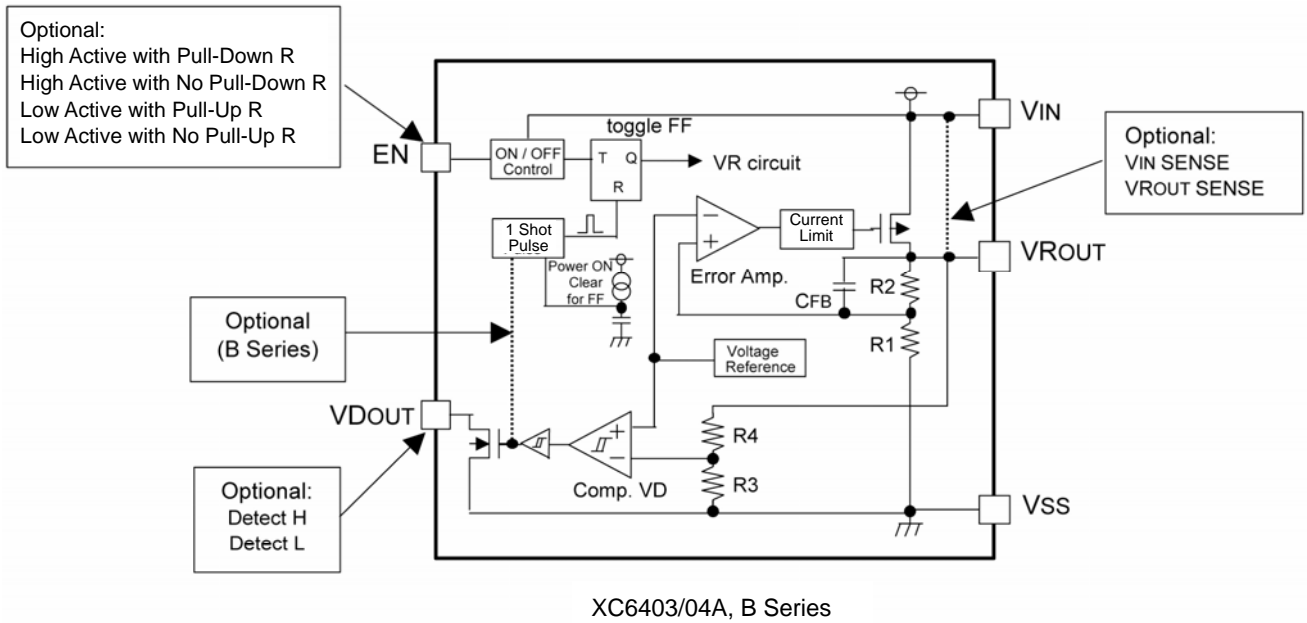 Optional:
High Active with Pull-Down R
High Active with No Pull-Down R
Low Active with Pull-Up R
Low Active with No Pull-Up R
EN
ON / OFF
Control
toggle FF
T
Q
R
VR circuit
1 Shot
Pulse
Power ON
Clear
for FF
Current
Limit
Error Amp.
CFB
R2
R1
VIN
VROUT
Optional:
VIN SENSE
VROUT SENSE
Optional
(B Series)
Voltage
Reference
VDOUT
Comp. VD
R4
R3
VSS
Optional:
Detect H
Detect L
XC6403/04A, B Series